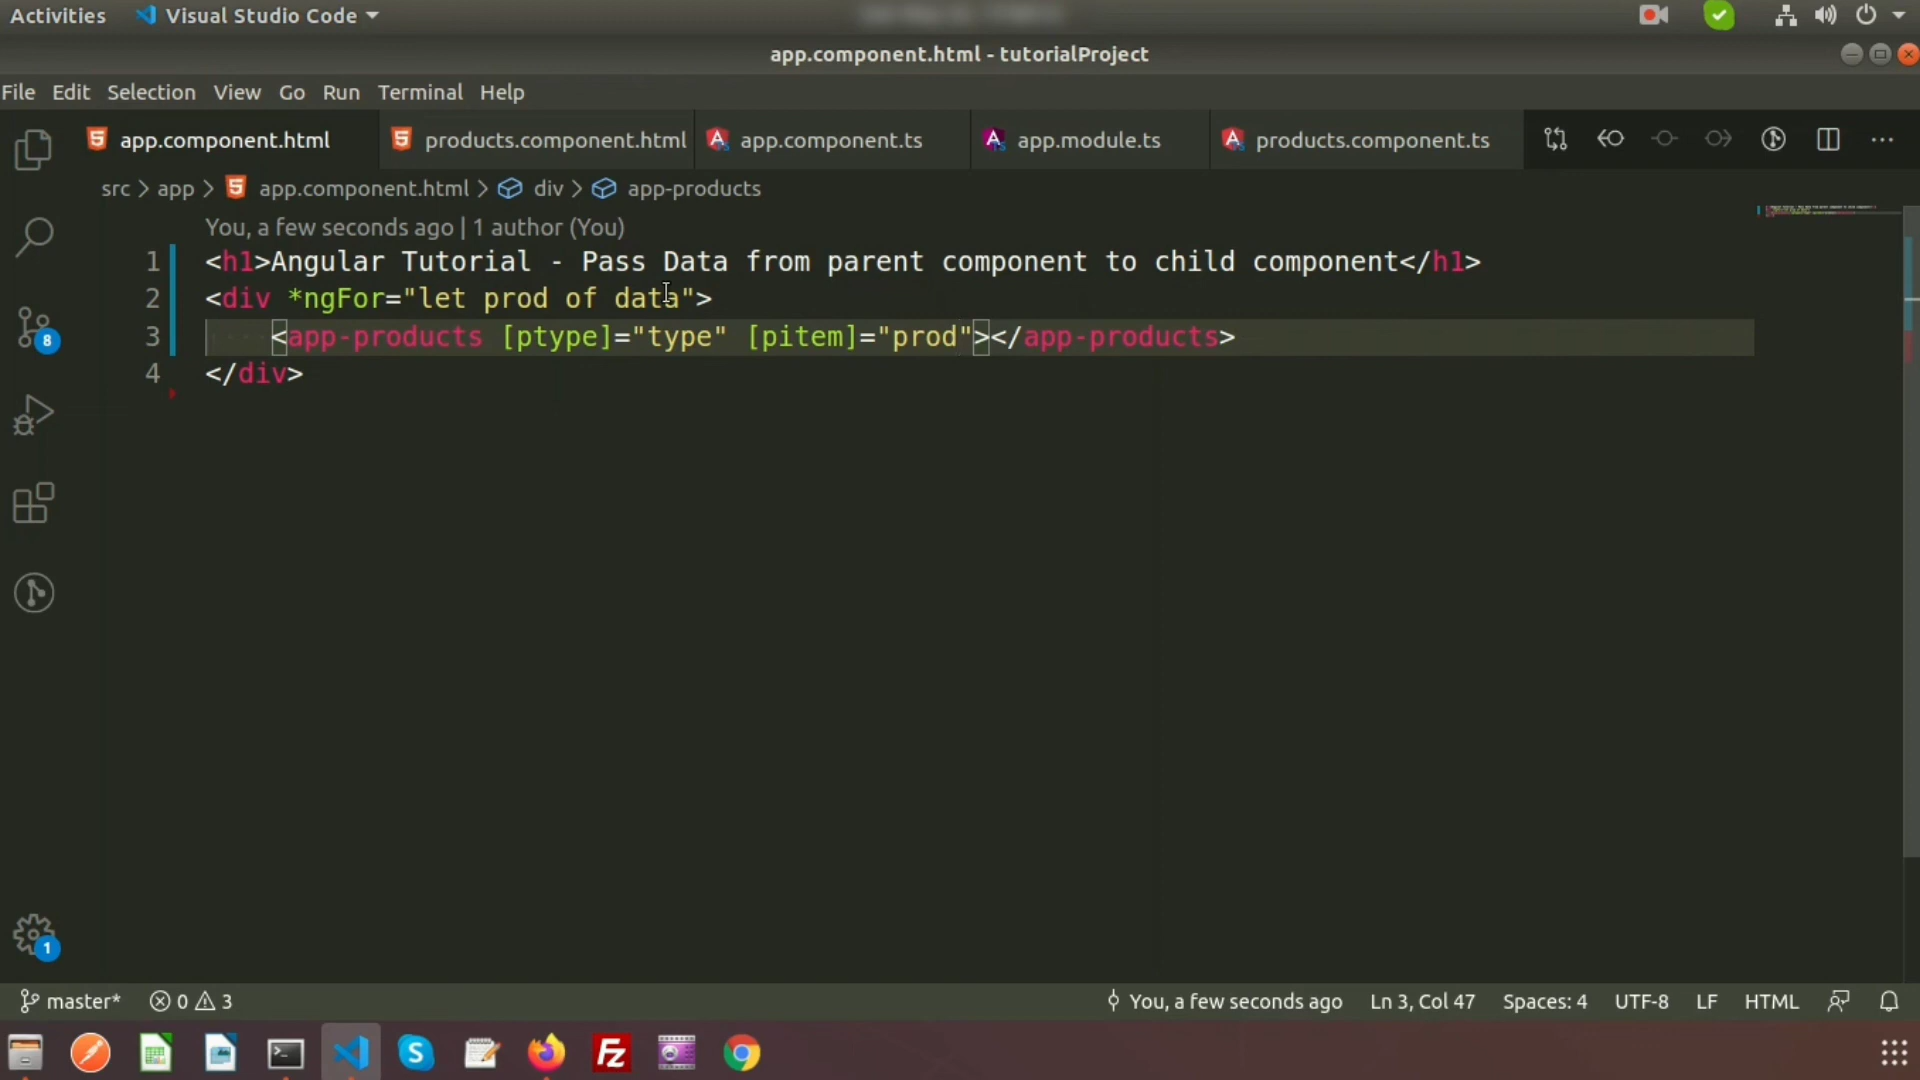 Activities Visual Studio Code
app.component.html - tutorialProject
File Edit Selection View Go Run Terminal Help
app.component.html products.component.html app.component.ts app.module.ts products.component.ts
src > app > app.component.html > div > app-products
You, a few seconds ago | 1 author (You)
1 <h1>Angular Tutorial - Pass Data from parent component to child component</h1>
2 <div *ngFor="let prod of data">
3 <app-products [ptype]="type" [pitem]="prod"></app-products>
4 </div>
8
1
master* 0 3 You, a few seconds ago Ln 3, Col 47 Spaces: 4 UTF-8 LF HTML
Fz